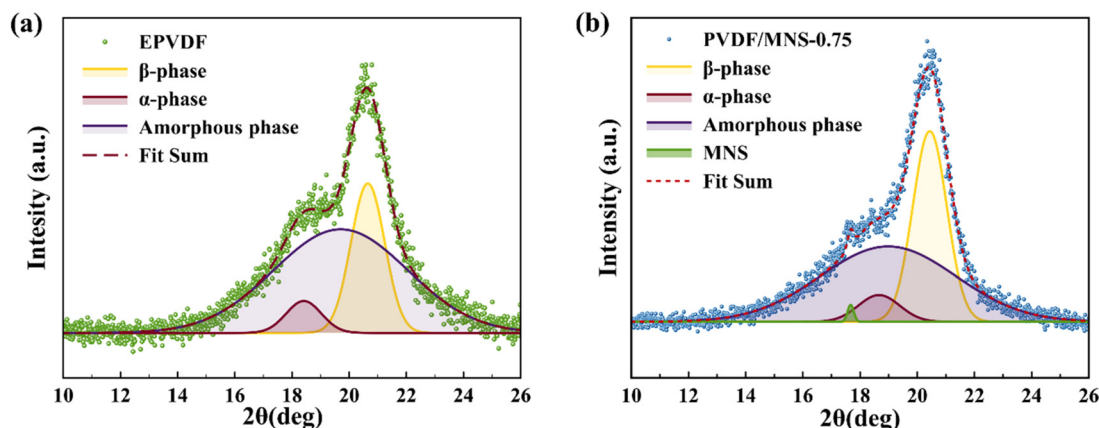 (a)
EPVDF
β-phase
α-phase
Amorphous phase
Fit Sum
Intesity (a.u.)
10 12 14 16 18 20 22 24 26
2θ(deg)
(b)
PVDF/MNS-0.75
β-phase
α-phase
Amorphous phase
MNS
Fit Sum
Intensity (a.u.)
10 12 14 16 18 20 22 24 26
2θ(deg)